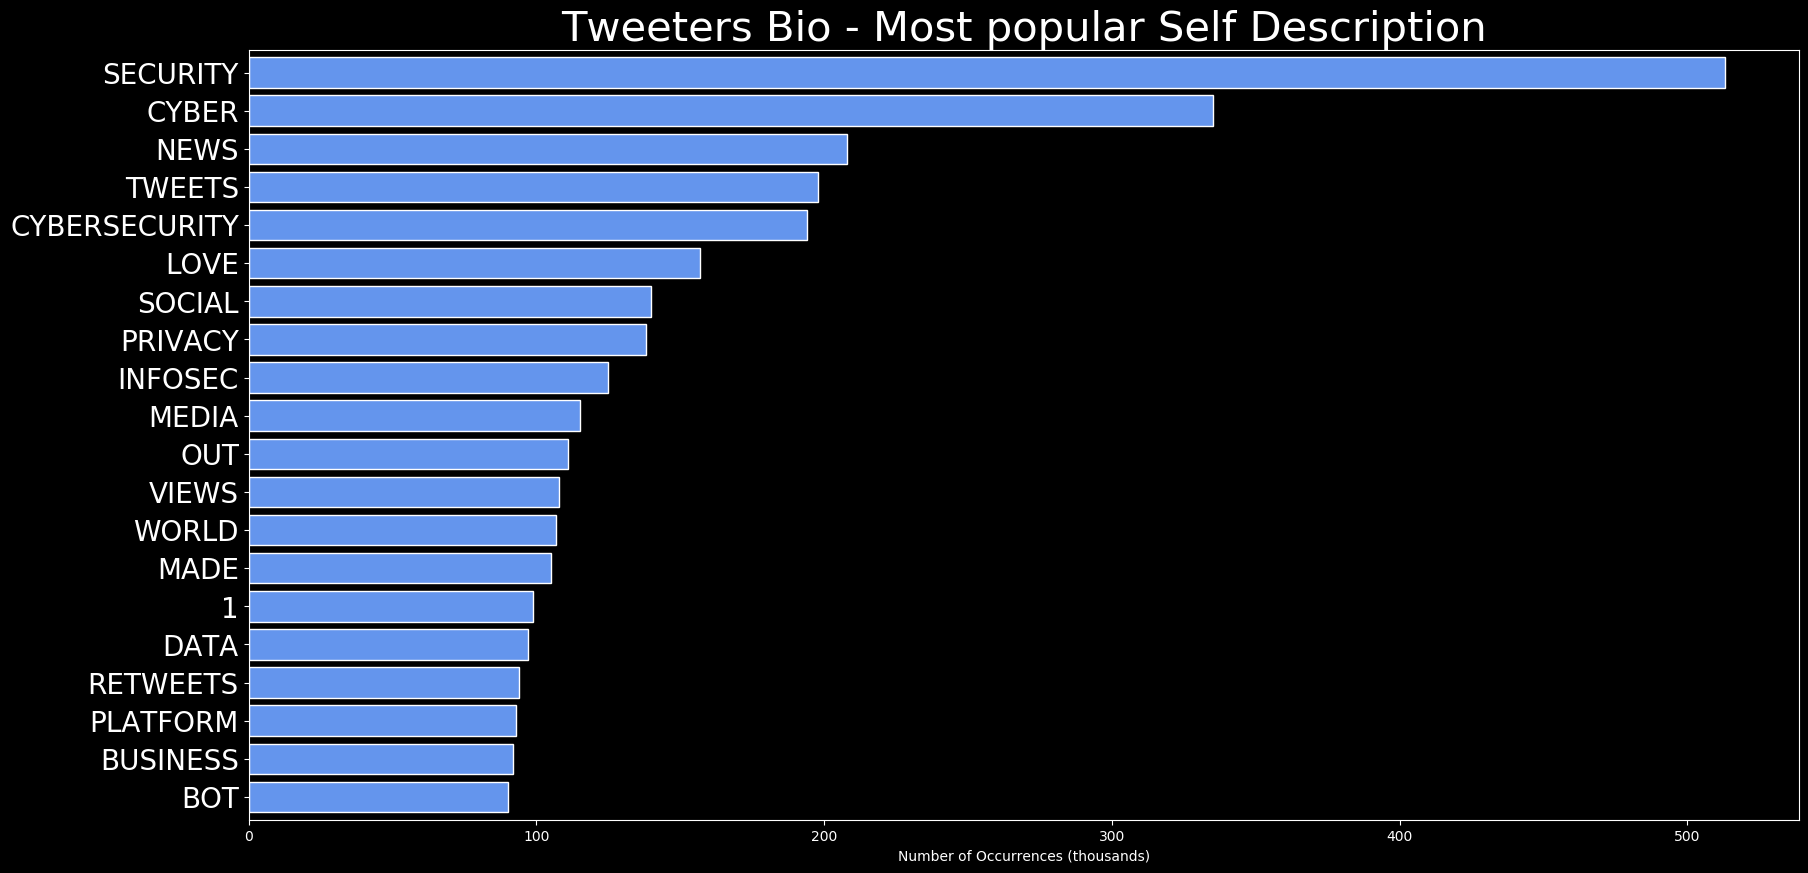 Tweeters Bio - Most popular Self Description
SECURITY
CYBER
NEWS
TWEETS
CYBERSECURITY
LOVE
SOCIAL
PRIVACY
INFOSEC
MEDIA
OUT
VIEWS
WORLD
MADE
1
DATA
RETWEETS
PLATFORM
BUSINESS
BOT
0 100 200 300 400 500
Number of Occurrences (thousands)